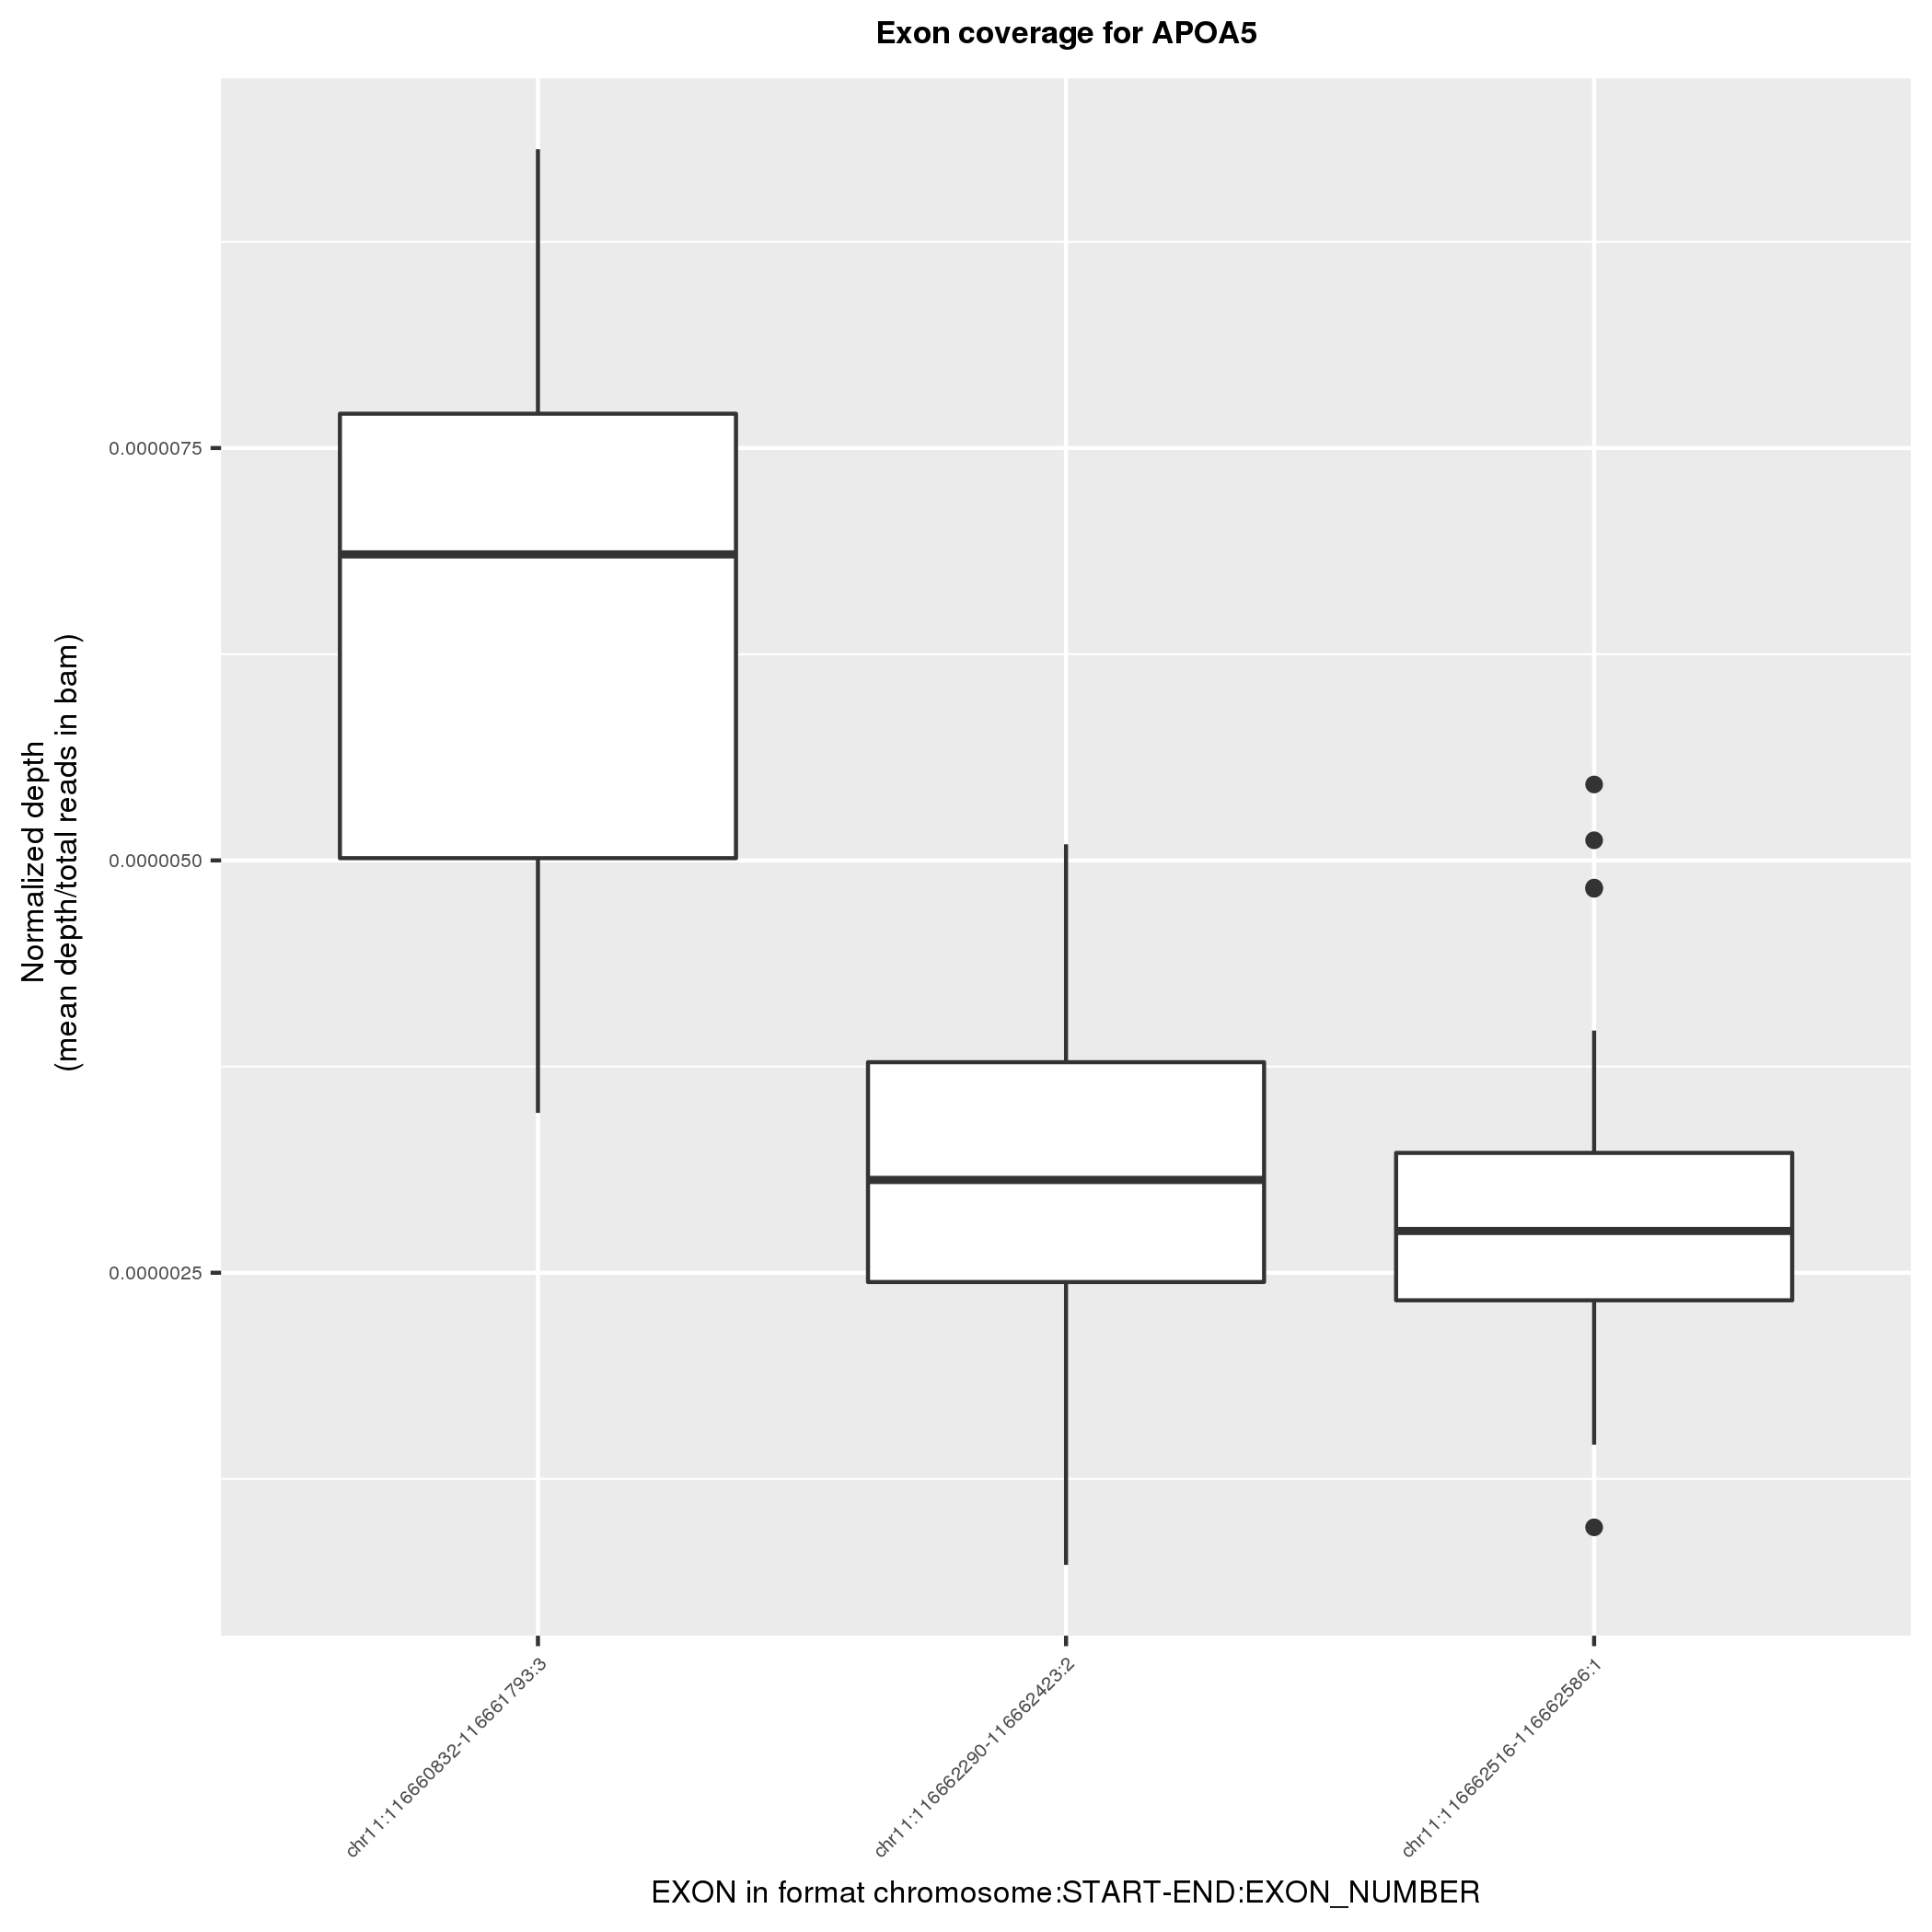 Exon coverage for APOA5
Normalized depth
(mean depth/total reads in bam)
0.0000075
0.0000050
0.0000025
chr11:116660832-116661793:3
chr11:116662290-116662423:2
chr11:116662516-116662586:1
EXON in format chromosome:START-END:EXON_NUMBER